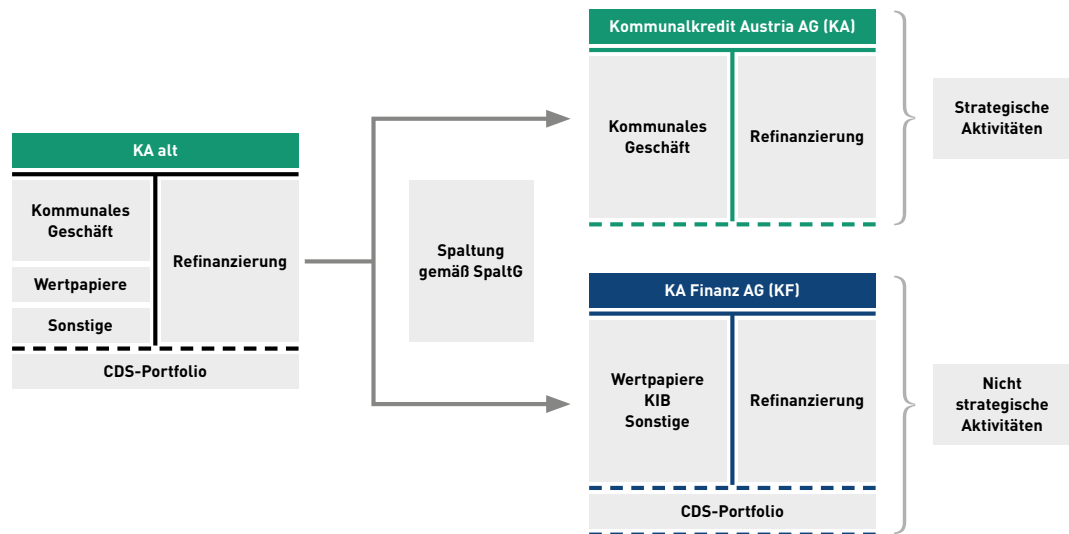 KA alt
Kommunales
Geschäft
Wertpapiere
Sonstige
Refinanzierung
CDS-Portfolio
Spaltung
gemäß SpaltG
Kommunalkredit Austria AG (KA)
Kommunales
Geschäft
Refinanzierung
Strategische
Aktivitäten
KA Finanz AG (KF)
Wertpapiere
KIB
Sonstige
Refinanzierung
CDS-Portfolio
Nicht
strategische
Aktivitäten